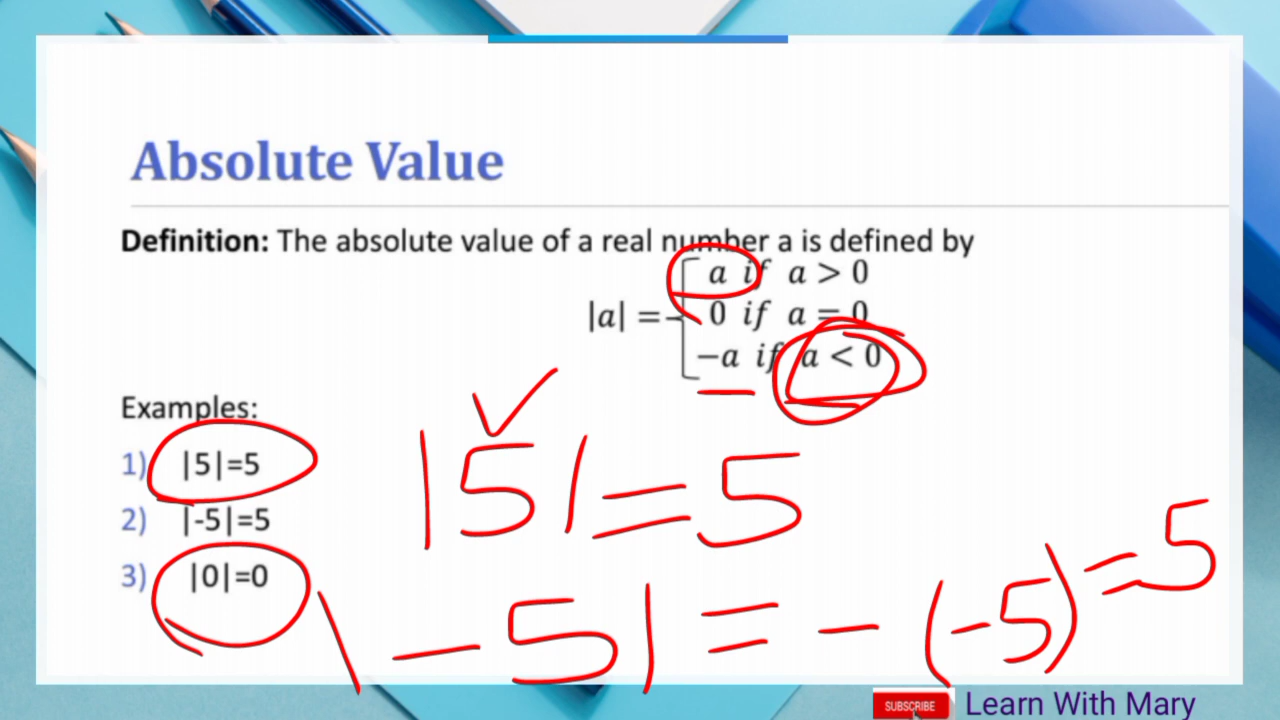 Absolute Value
Definition: The absolute value of a real number a is defined by
a if a > 0
|a| = 0 if a = 0
−a if a < 0
Examples:
1) |5|=5
|5|=5
2) |-5|=5
3) |0|=0
|-5|=-(-5)=5
SUBSCRIBE
Learn With Mary